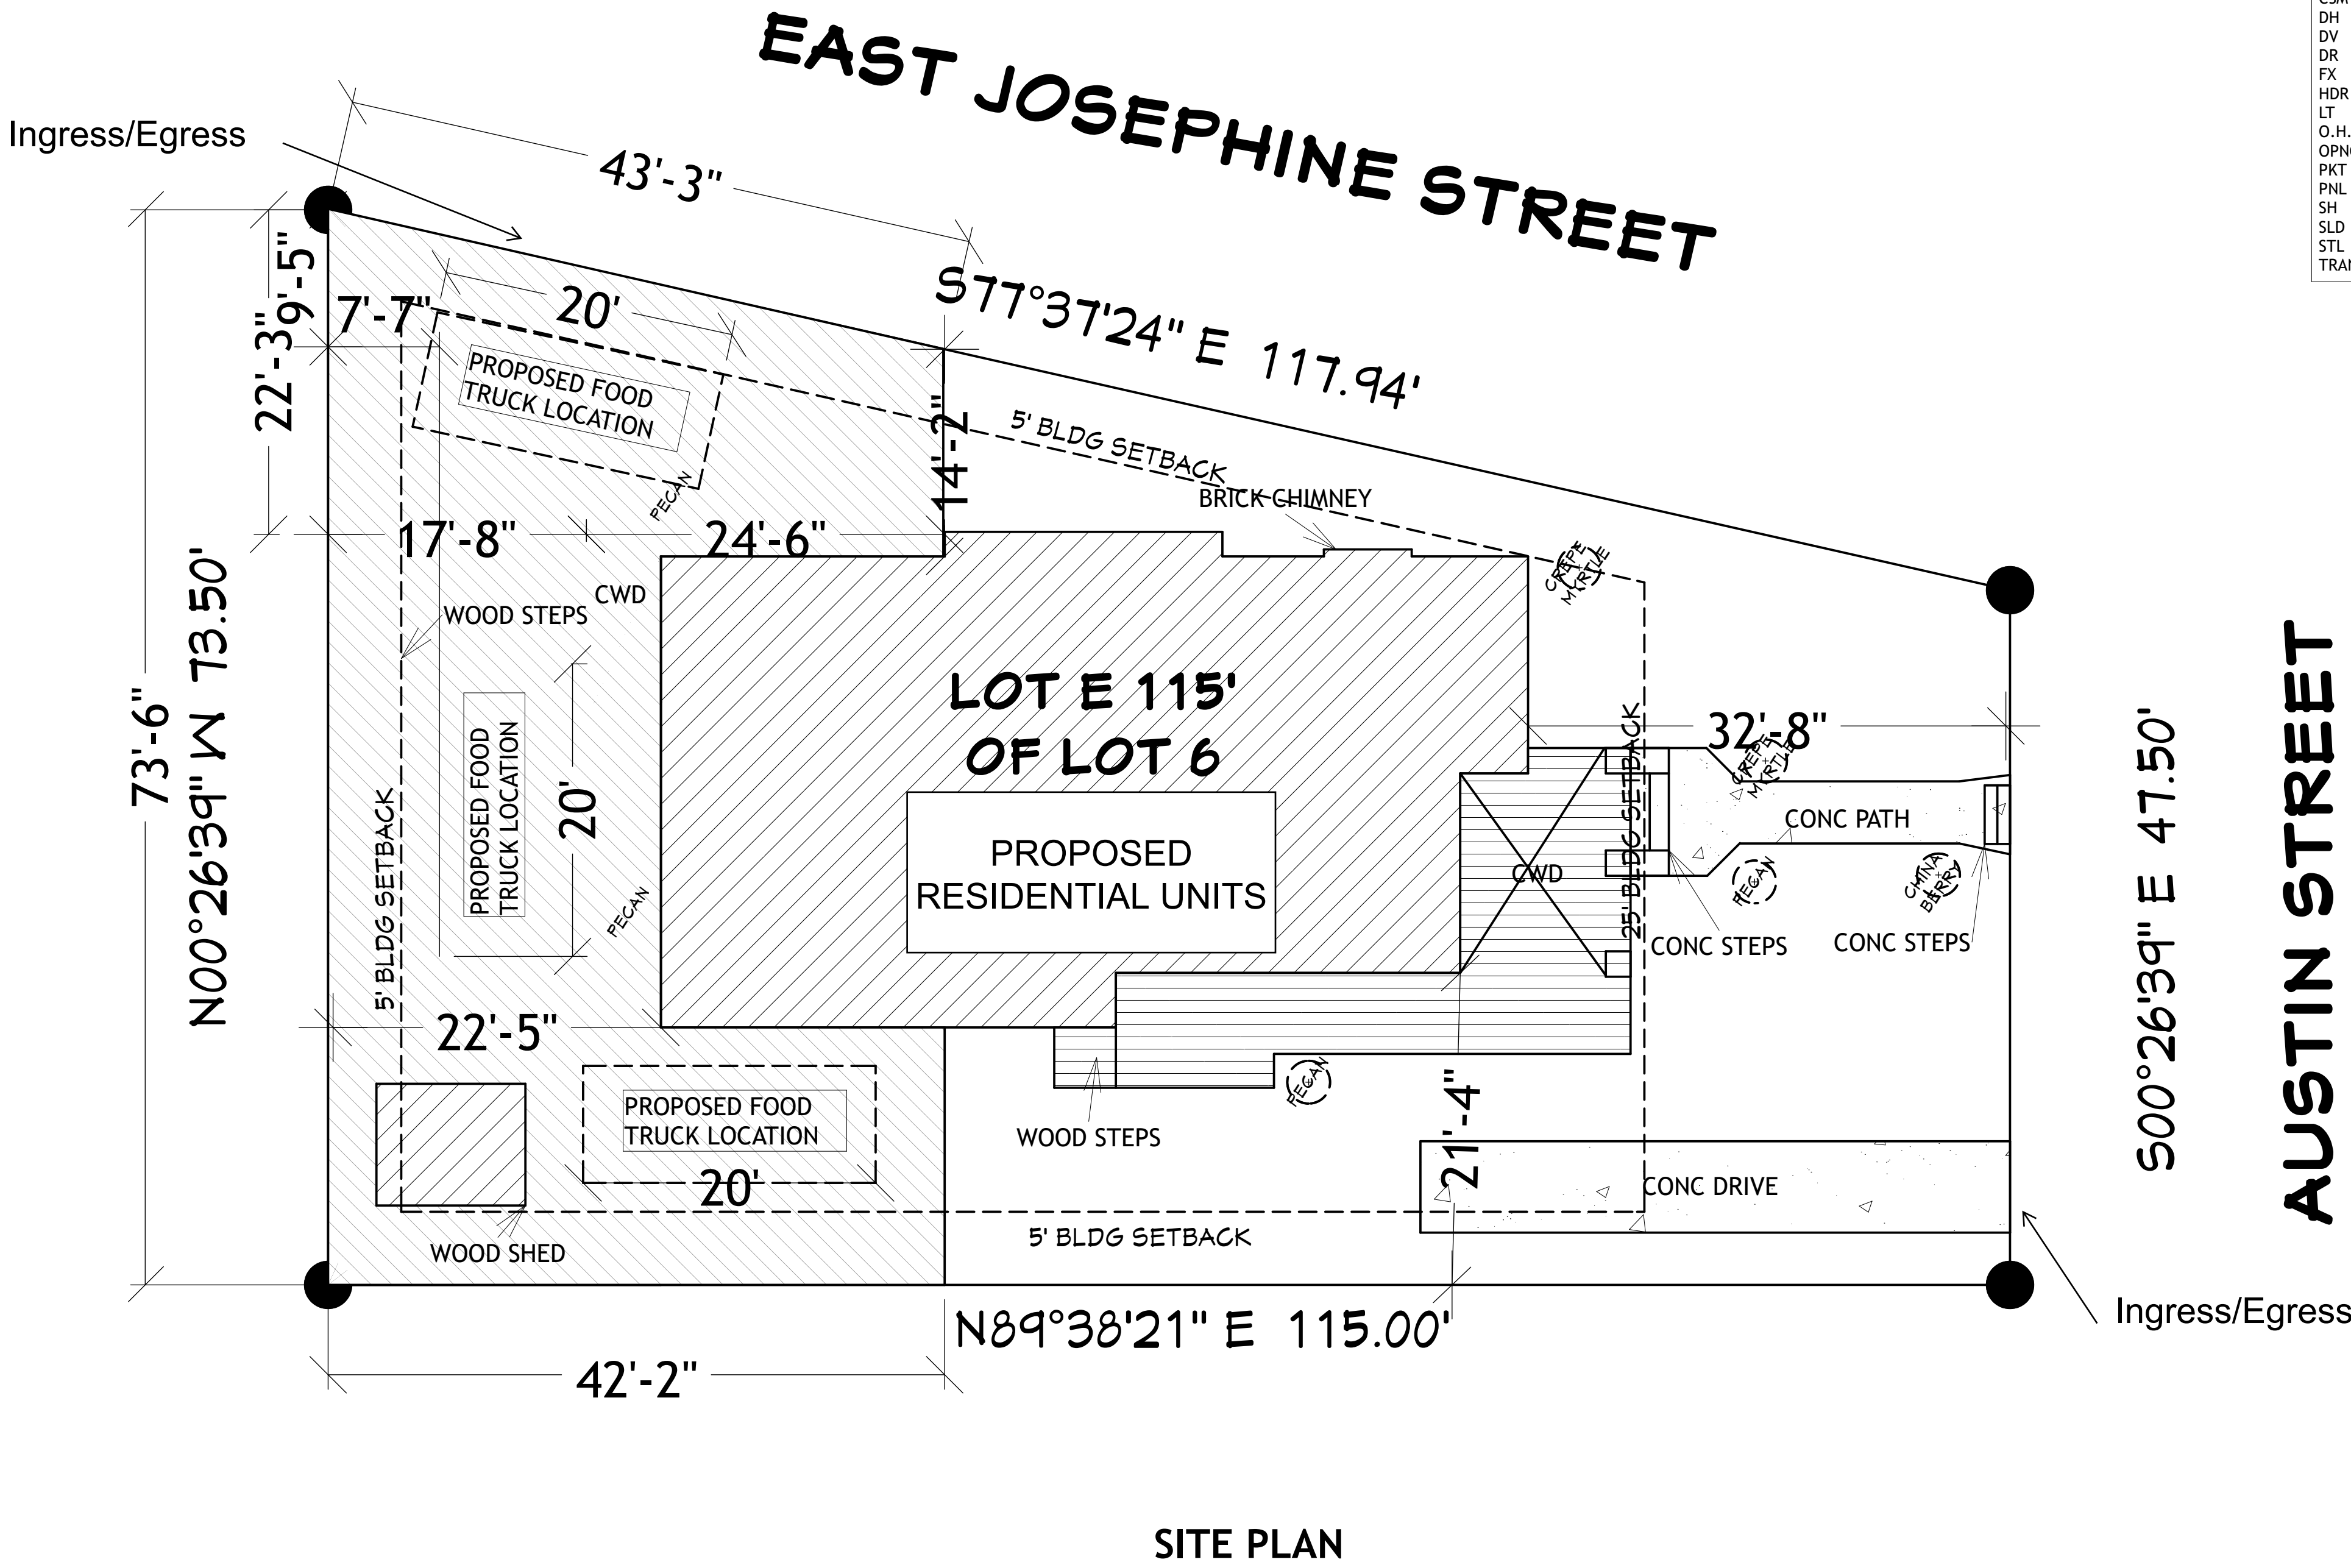 EAST JOSEPHINE STREET
DH
DV
DR
FX
HDR
LT
O.H.
PKT
PNL
SH
SLD
STL
Ingress/Egress
43'-3"
9'-5"
7'-7"
20'
22'-3"
S77°37'24" E 117.94'
PROPOSED FOOD
TRUCK LOCATION
14'-2"
5' BLDG SETBACK
PECAN
BRICK CHIMNEY
17'-8"
24'-6"
CREPE
MYRTLE
CWD
WOOD STEPS
73'-6"
N00°26'39" W 73.50'
LOT E 115'
OF LOT 6
PROPOSED FOOD
TRUCK LOCATION
20'
5' BLDG SETBACK
PECAN
PROPOSED
RESIDENTIAL UNITS
32'-8"
25' BLDG SETBACK
CREPE
MYRTLE
CONC PATH
CWD
PECAN
CHINA
BERRY
CONC STEPS
CONC STEPS
S00°26'39" E 47.50'
AUSTIN STREET
22'-5"
PROPOSED FOOD
TRUCK LOCATION
20'
PECAN
WOOD STEPS
21'-4"
CONC DRIVE
WOOD SHED
5' BLDG SETBACK
Ingress/Egress
N89°38'21" E 115.00'
42'-2"
SITE PLAN